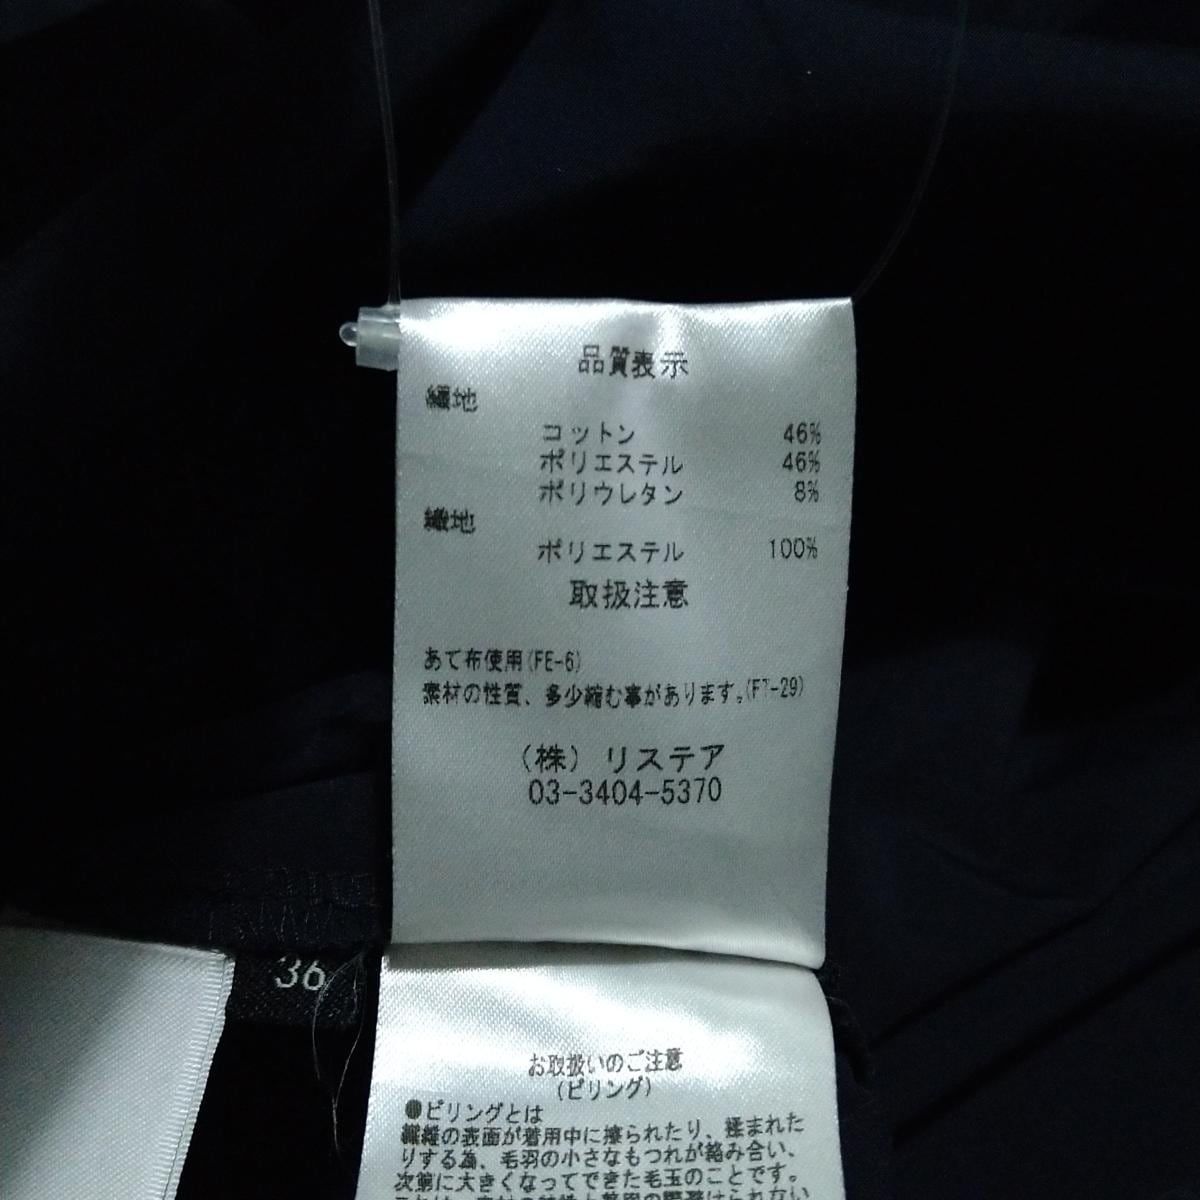 品質表示
編地
コットン 46%
ポリエステル 46%
ポリウレタン 8%
織地
ポリエステル 100%
取扱注意
あて布使用(FE-6)
素材の性質、多少縮む事があります。(FT-29)
(株) リステア
03-3404-5370
36
お取扱いのご注意
(ピリング)
●ピリングとは
繊維の表面が着用中に擦られたり、揉まれた
りする為、毛羽の小さなもつれが絡み合い、
次第に大きくなってできた毛玉のことです。